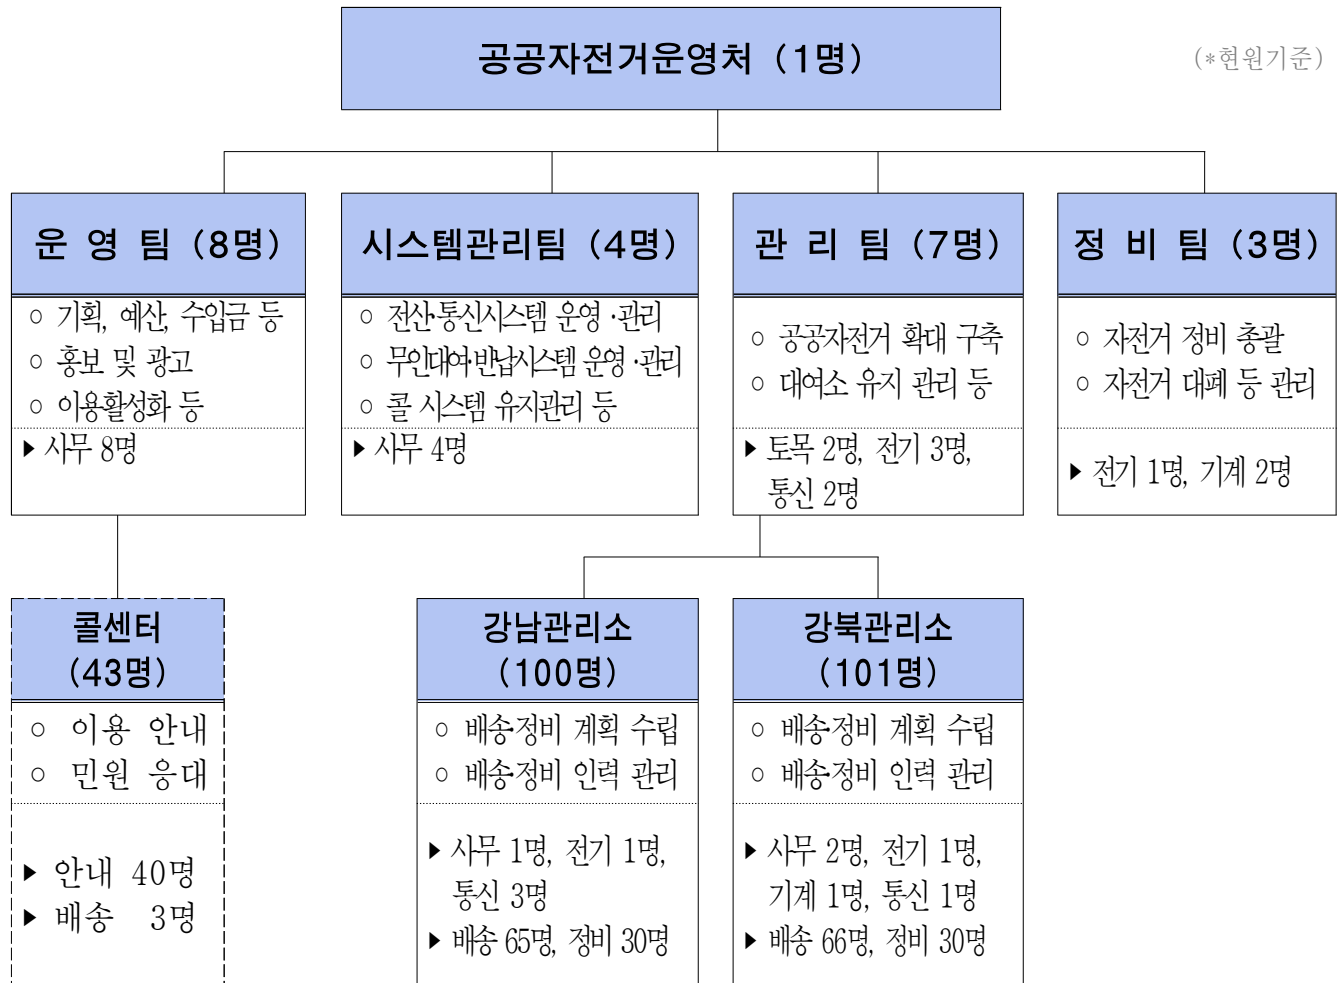 공공자전거운영처 (1명)
(*현원기준)
운 영 팀 (8명)
○ 기획, 예산, 수입금 등
○ 홍보 및 광고
○ 이용활성화 등
▶ 사무 8명
시스템관리팀 (4명)
○ 전산·통신시스템 운영·관리
○ 무인대여·반납시스템 운영·관리
○ 콜 시스템 유지관리 등
▶ 사무 4명
관 리 팀 (7명)
○ 공공자전거 확대 구축
○ 대여소 유지 관리 등
▶ 토목 2명, 전기 3명,
통신 2명
정 비 팀 (3명)
○ 자전거 정비 총괄
○ 자전거 대폐 등 관리
▶ 전기 1명, 기계 2명
콜센터
(43명)
○ 이용 안내
○ 민원 응대
▶ 안내 40명
▶ 배송 3명
강남관리소
(100명)
○ 배송·정비 계획 수립
○ 배송·정비 인력 관리
▶ 사무 1명, 전기 1명,
통신 3명
▶ 배송 65명, 정비 30명
강북관리소
(101명)
○ 배송·정비 계획 수립
○ 배송·정비 인력 관리
▶ 사무 2명, 전기 1명,
기계 1명, 통신 1명
▶ 배송 66명, 정비 30명